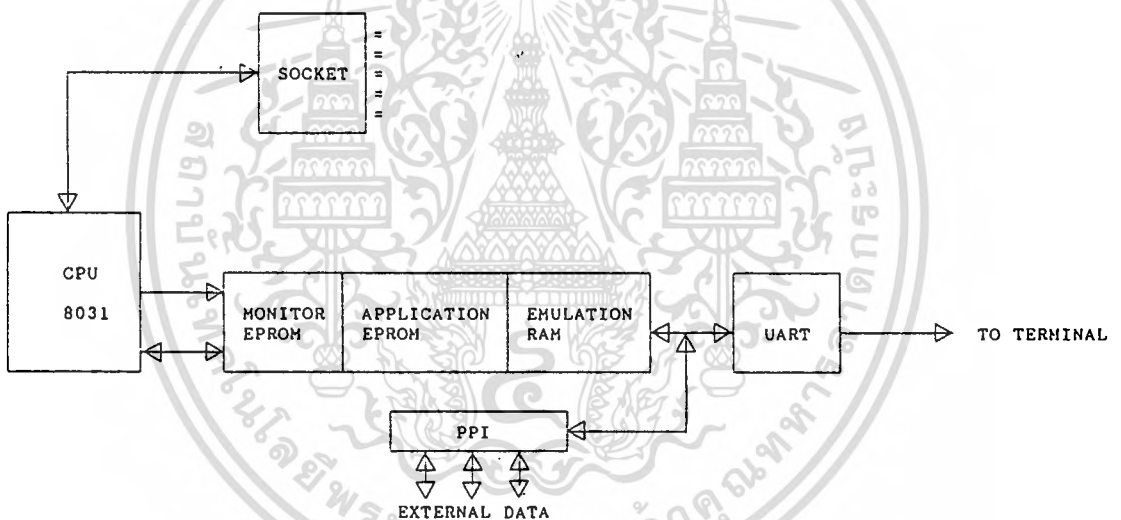 SOCKET
CPU
8031
MONITOR
EPROM
APPLICATION
EPROM
EMULATION
RAM
UART
TO TERMINAL
PPI
EXTERNAL DATA